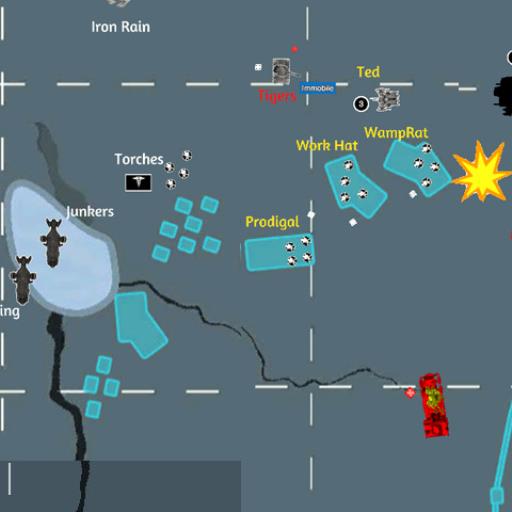 Iron Rain
Ted
Immobile
Tigers
3
WampRat
Work Hat
Torches
Junkers
Prodigal
ing